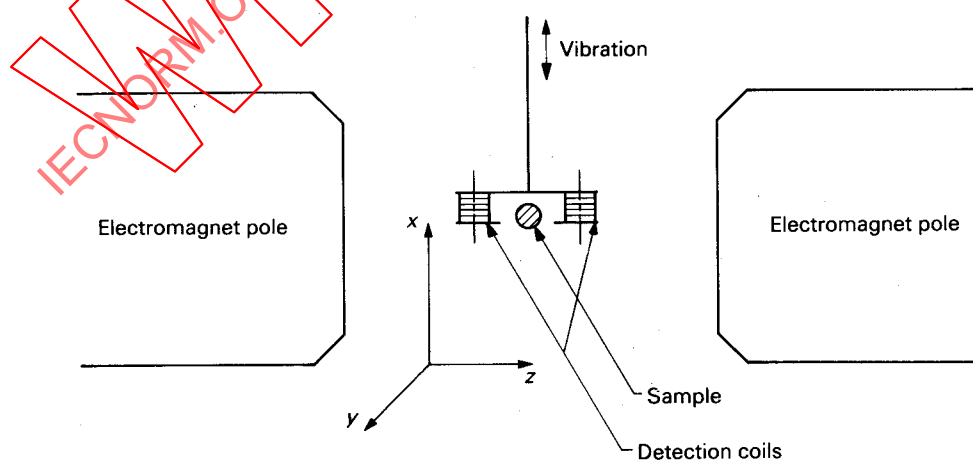 Vibration
IECNORM.C
Electromagnet pole
x
Electromagnet pole
z
y
Sample
Detection coils